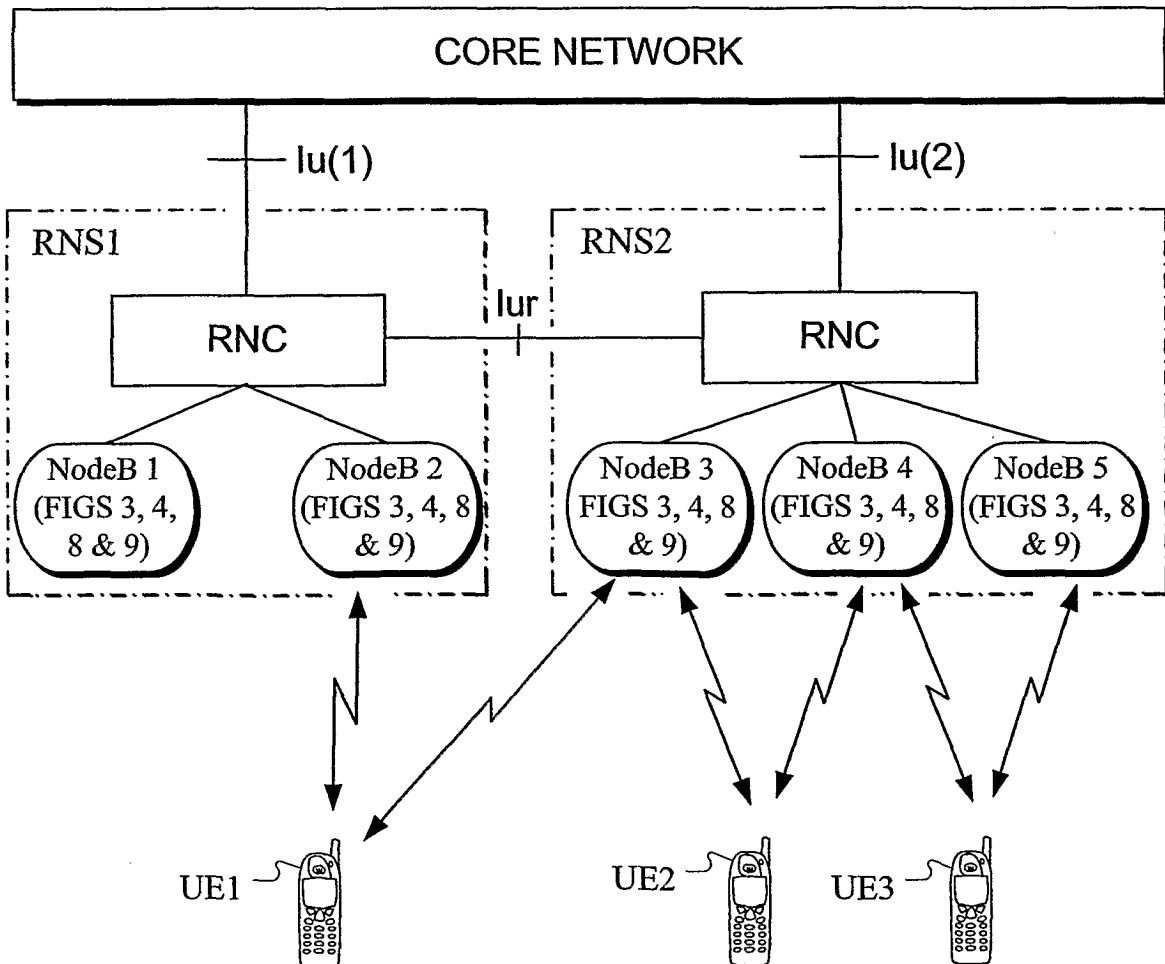 CORE NETWORK
Iu(1)
Iu(2)
RNS1
RNS2
Iur
RNC
RNC
NodeB 1
(FIGS 3, 4,
8 & 9)
NodeB 2
(FIGS 3, 4, 8
& 9)
NodeB 3
FIGS 3, 4, 8
& 9)
NodeB 4
(FIGS 3, 4, 8
& 9)
NodeB 5
(FIGS 3, 4, 8
& 9)
UE1
UE2
UE3